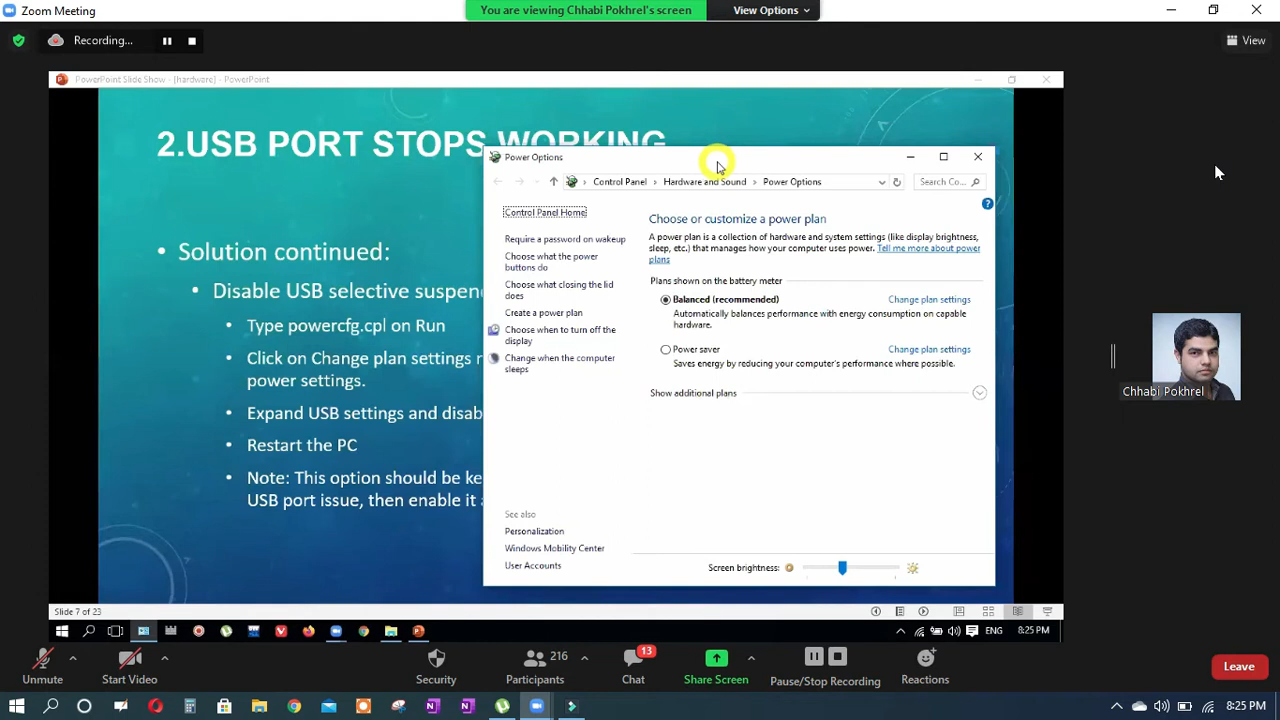 Zoom Meeting
You are viewing Chhabi Pokhrel's screen
View Options
Recording...
View
PowerPoint Slide Show - [hardware] - PowerPoint
2.USB PORT STOPS WORKING
• Solution continued:
• Disable USB selective suspen
• Type powercfg.cpl on Run
• Click on Change plan settings
power settings.
• Expand USB settings and disab
• Restart the PC
• Note: This option should be ke
USB port issue, then enable it
Power Options
Control Panel > Hardware and Sound > Power Options
Search Co...
Control Panel Home
Require a password on wakeup
Choose what the power
buttons do
Choose what closing the lid
does
Create a power plan
Choose when to turn off the
display
Change when the computer
sleeps
See also
Personalization
Windows Mobility Center
User Accounts
Choose or customize a power plan
A power plan is a collection of hardware and system settings (like display brightness,
sleep, etc.) that manages how your computer uses power. Tell me more about power
plans
Plans shown on the battery meter
Balanced (recommended) Change plan settings
Automatically balances performance with energy consumption on capable
hardware.
Power saver Change plan settings
Saves energy by reducing your computer's performance where possible.
Show additional plans
Screen brightness:
Chhabi Pokhrel
Slide 7 of 23
ENG 8:25 PM
Unmute
Start Video
Security
Participants 216
Chat 13
Share Screen
Pause/Stop Recording
Reactions
Leave
8:25 PM